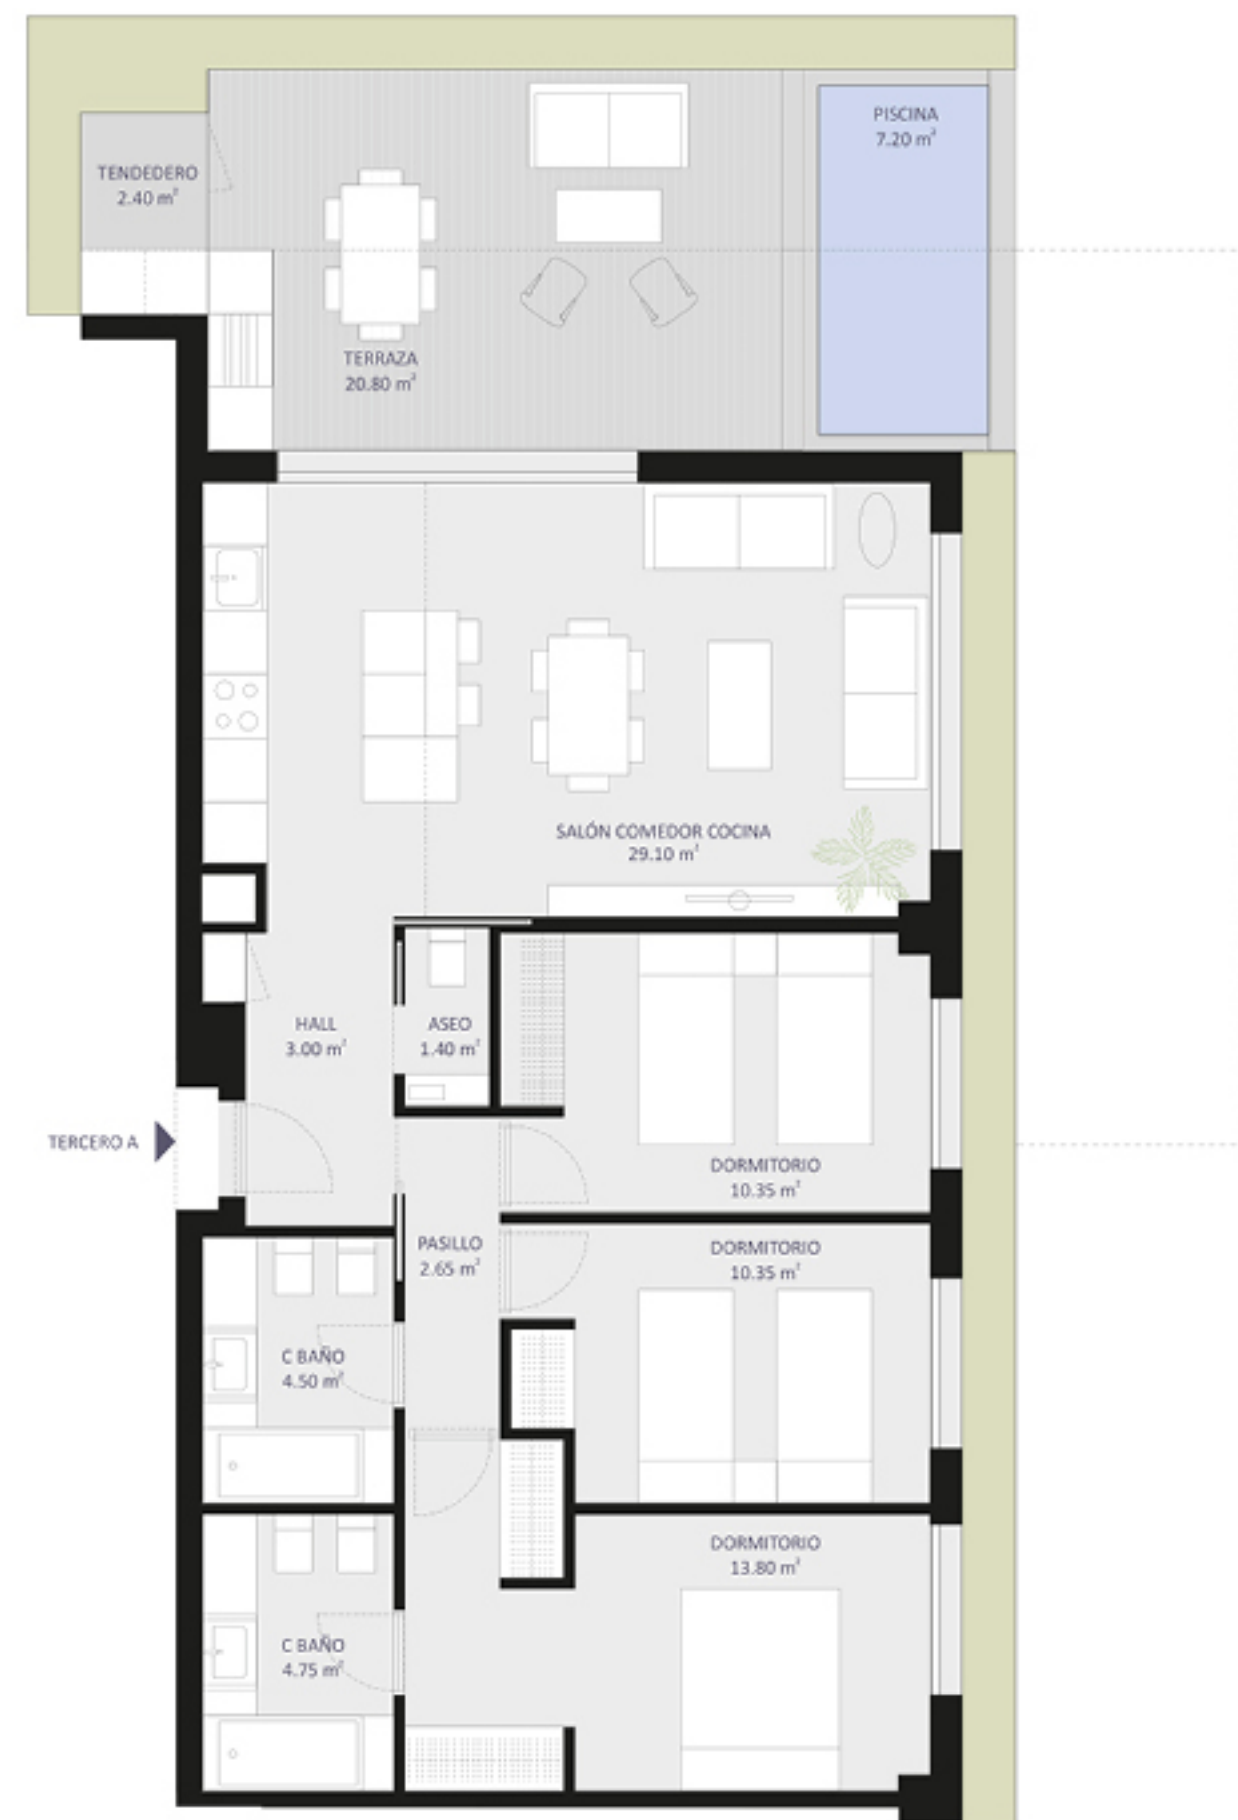 PISCINA
7.20 m²
TENDEDERO
2.40 m²
TERRAZA
20.80 m²
SALÓN COMEDOR COCINA
29.10 m²
HALL
3.00 m²
ASEO
1.40 m²
TERCERO A
DORMITORIO
10.35 m²
PASILLO
2.65 m²
DORMITORIO
10.35 m²
C BAÑO
4.50 m²
DORMITORIO
13.80 m²
C BAÑO
4.75 m²